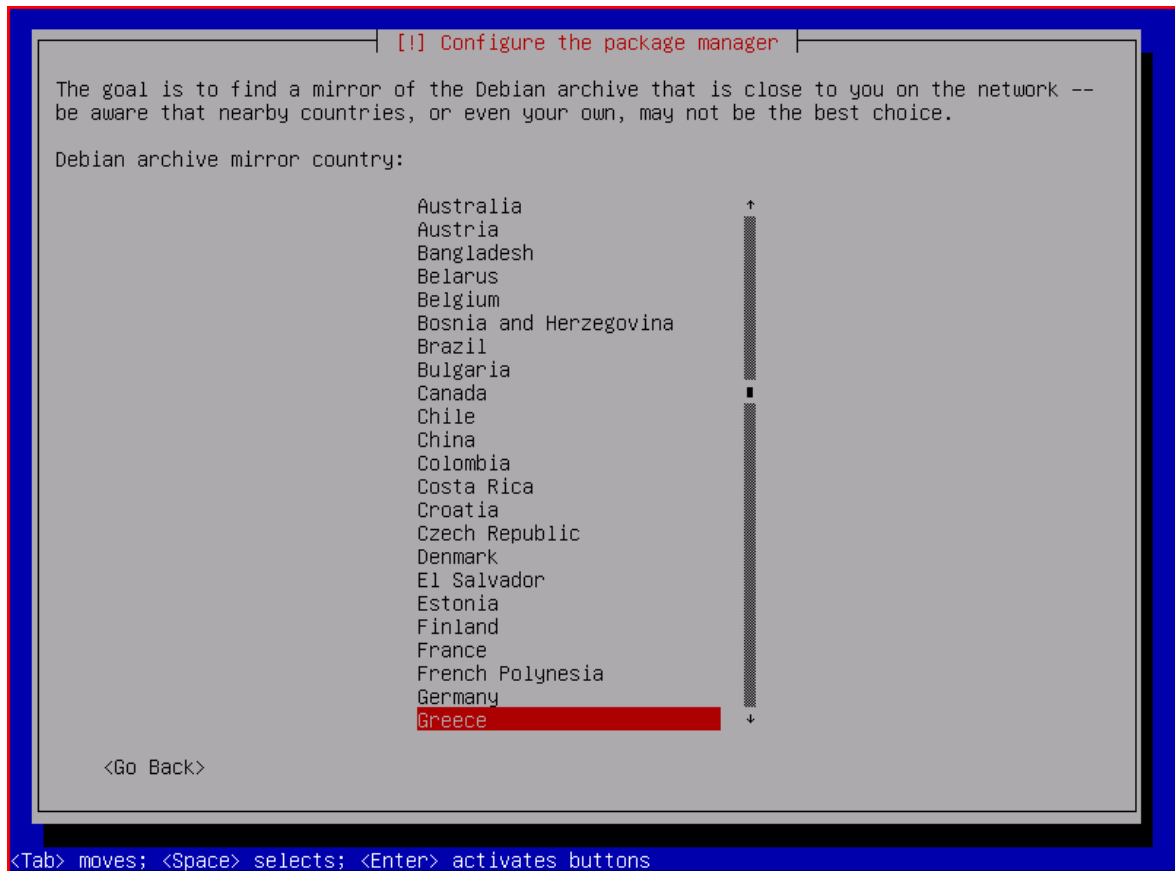 [!] Configure the package manager
The goal is to find a mirror of the Debian archive that is close to you on the network --
be aware that nearby countries, or even your own, may not be the best choice.
Debian archive mirror country:
Australia
Austria
Bangladesh
Belarus
Belgium
Bosnia and Herzegovina
Brazil
Bulgaria
Canada
Chile
China
Colombia
Costa Rica
Croatia
Czech Republic
Denmark
El Salvador
Estonia
Finland
France
French Polynesia
Germany
Greece
<Go Back>
<Tab> moves; <Space> selects; <Enter> activates buttons